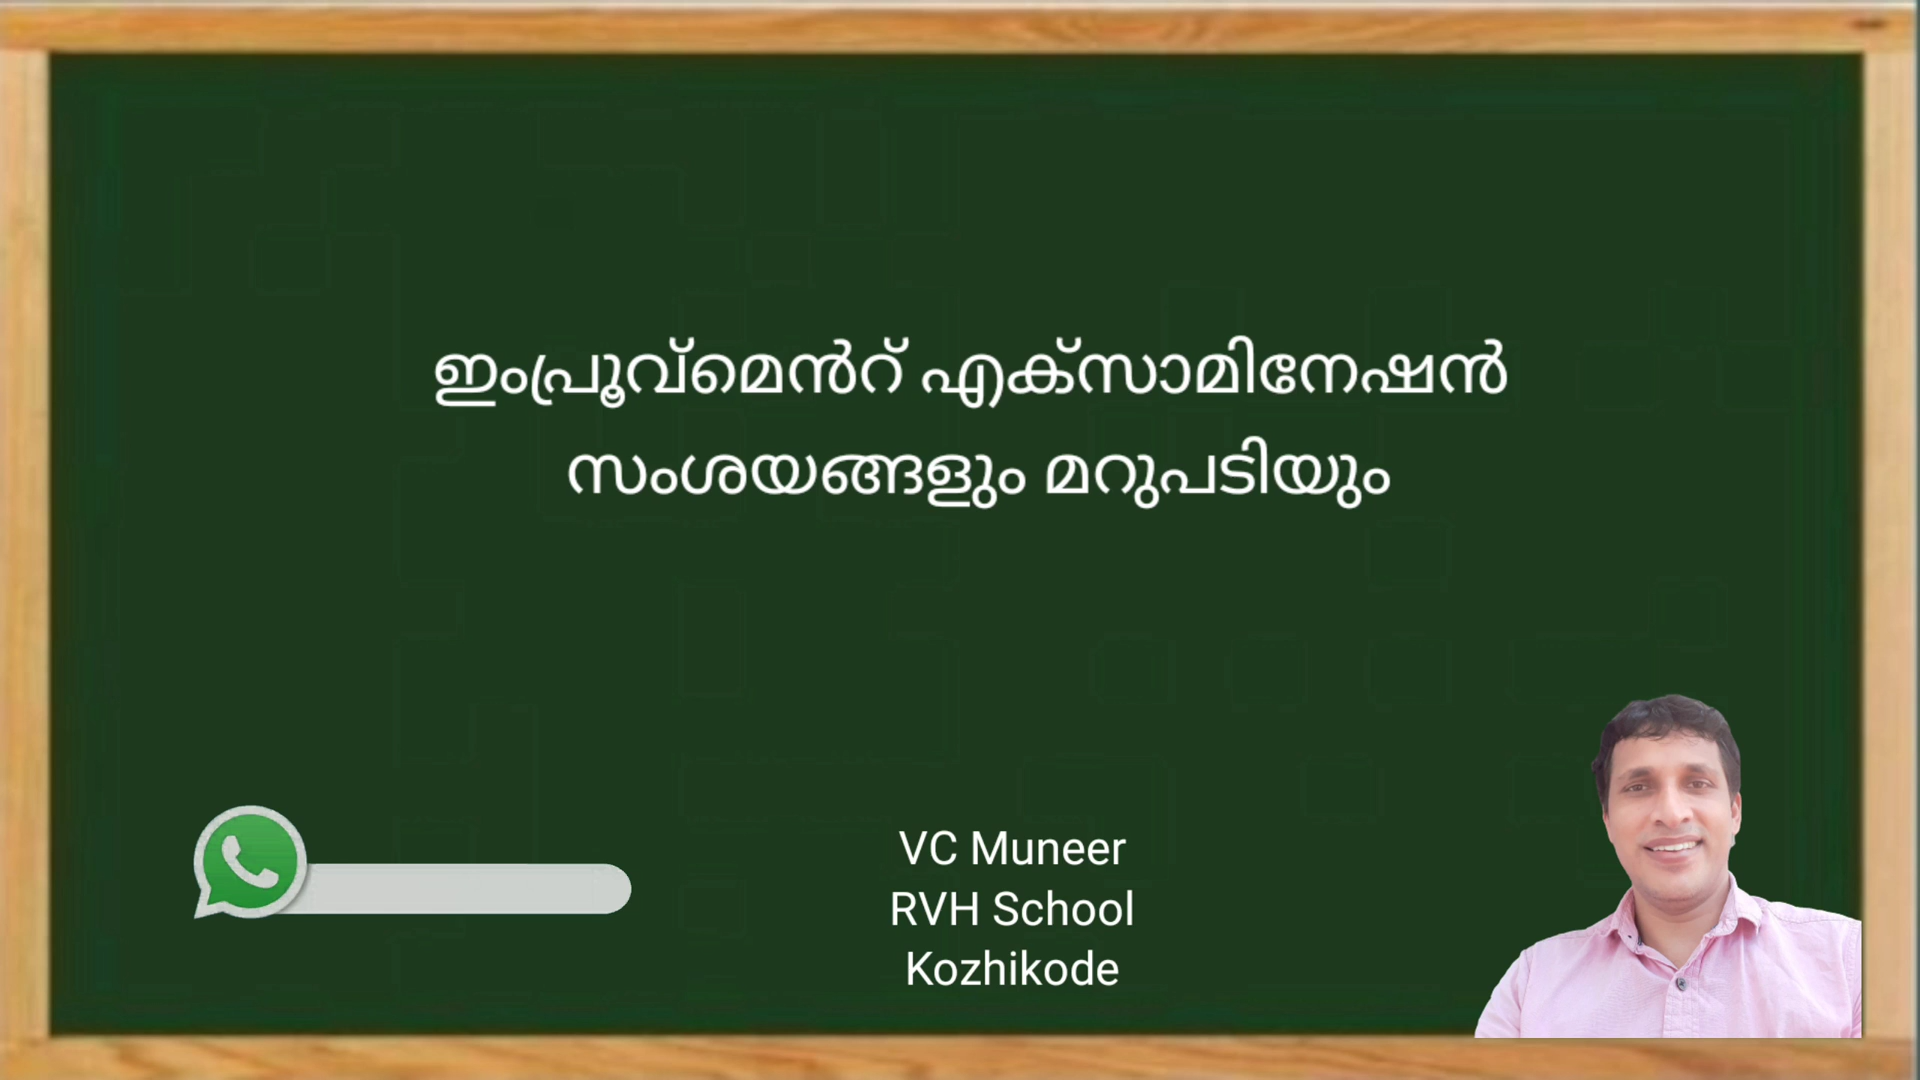 ഇംപ്രൂവ്മെൻറ് എക്സാമിനേഷൻ
സംശയങ്ങളും മറുപടിയും
VC Muneer
RVH School
Kozhikode